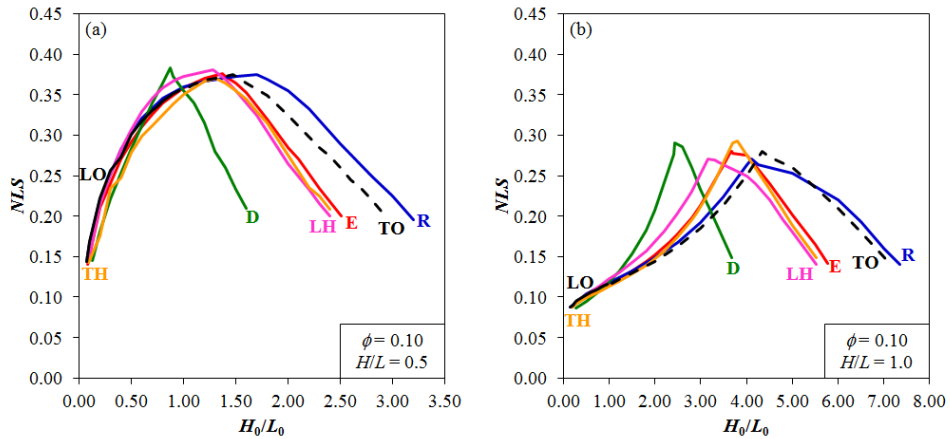 (a)
NLS
0.45
0.40
0.35
0.30
0.25
0.20
0.15
0.10
0.05
0.00
LO
TH
D
LH
E
TO
R
ϕ = 0.10
H/L = 0.5
0.00 0.50 1.00 1.50 2.00 2.50 3.00 3.50
H₀/L₀
(b)
NLS
0.45
0.40
0.35
0.30
0.25
0.20
0.15
0.10
0.05
0.00
LO
TH
D
LH
E
TO
R
ϕ = 0.10
H/L = 1.0
0.00 1.00 2.00 3.00 4.00 5.00 6.00 7.00 8.00
H₀/L₀